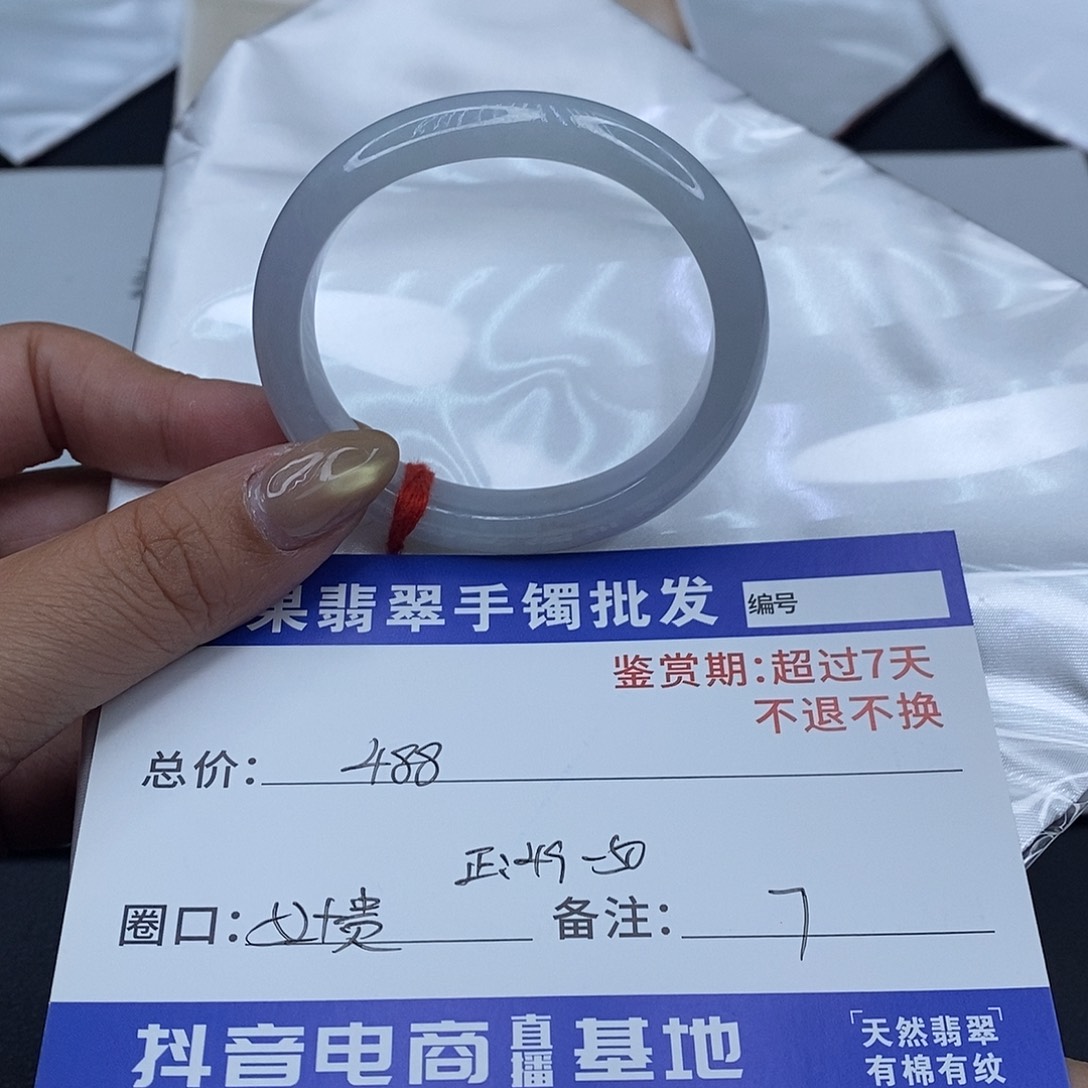 果翡翠手镯批发
编号
鉴赏期:超过7天
不退不换
总价: 488
正:49-50
圈口: 备注: 7
抖音电商直播基地
「天然翡翠
有棉有纹